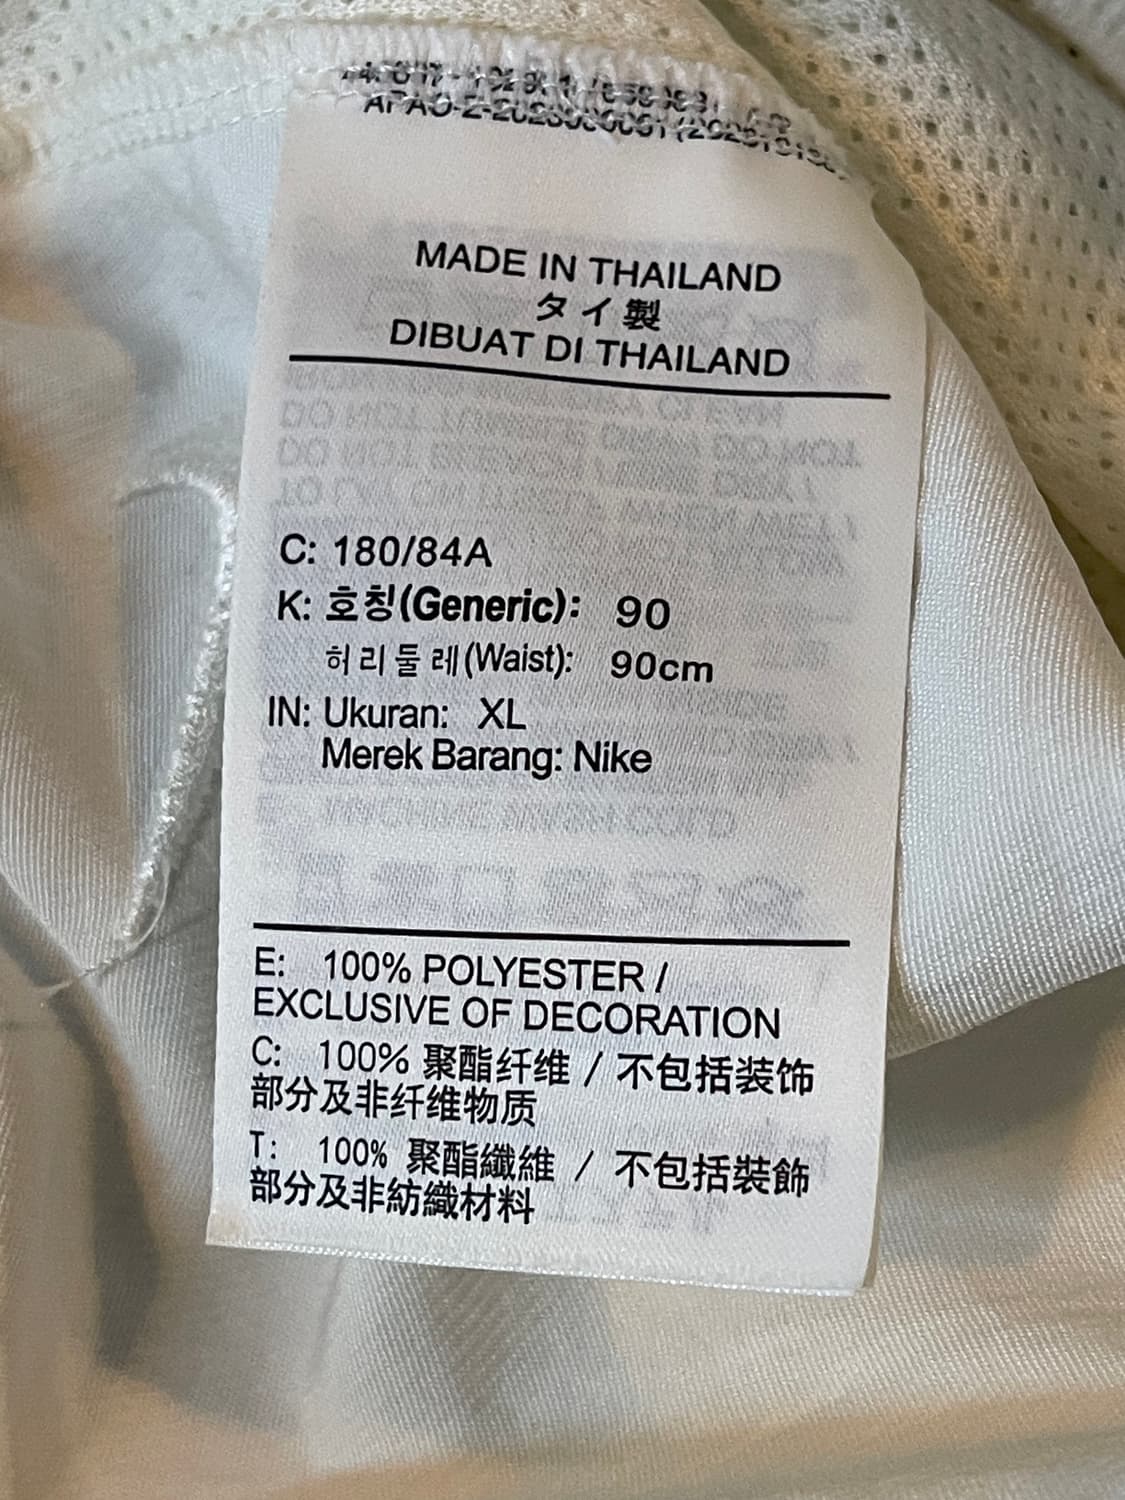 MADE IN THAILAND
タイ製
DIBUAT DI THAILAND
C: 180/84A
K: 호칭(Generic): 90
허리둘레(Waist): 90cm
IN: Ukuran: XL
Merek Barang: Nike
E: 100% POLYESTER /
EXCLUSIVE OF DECORATION
C: 100% 聚酯纤维 / 不包括装饰
部分及非纤维物质
T: 100% 聚酯纖維 / 不包括裝飾
部分及非紡織材料